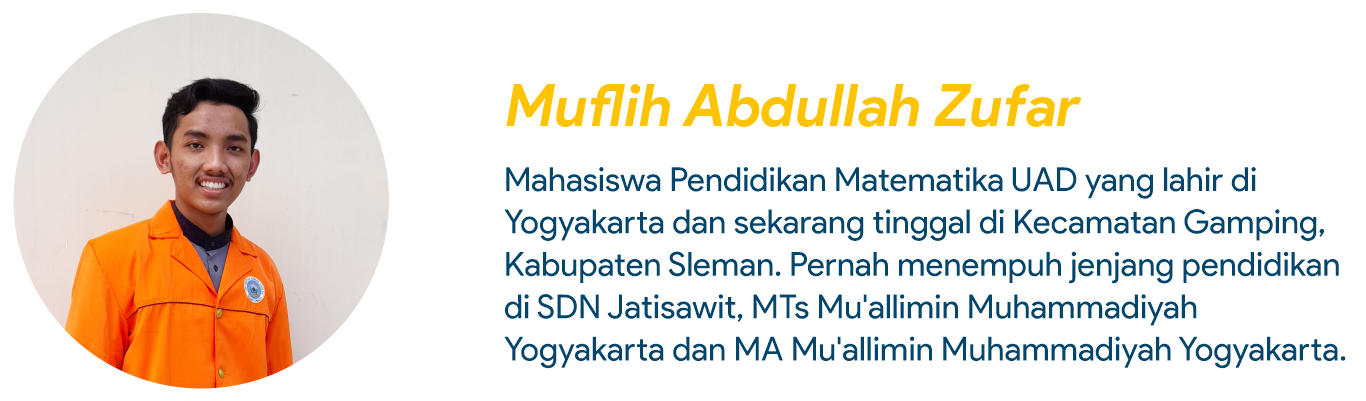 Muflih Abdullah Zufar
Mahasiswa Pendidikan Matematika UAD yang lahir di
Yogyakarta dan sekarang tinggal di Kecamatan Gamping,
Kabupaten Sleman. Pernah menempuh jenjang pendidikan
di SDN Jatisawit, MTs Mu'allimin Muhammadiyah
Yogyakarta dan MA Mu'allimin Muhammadiyah Yogyakarta.